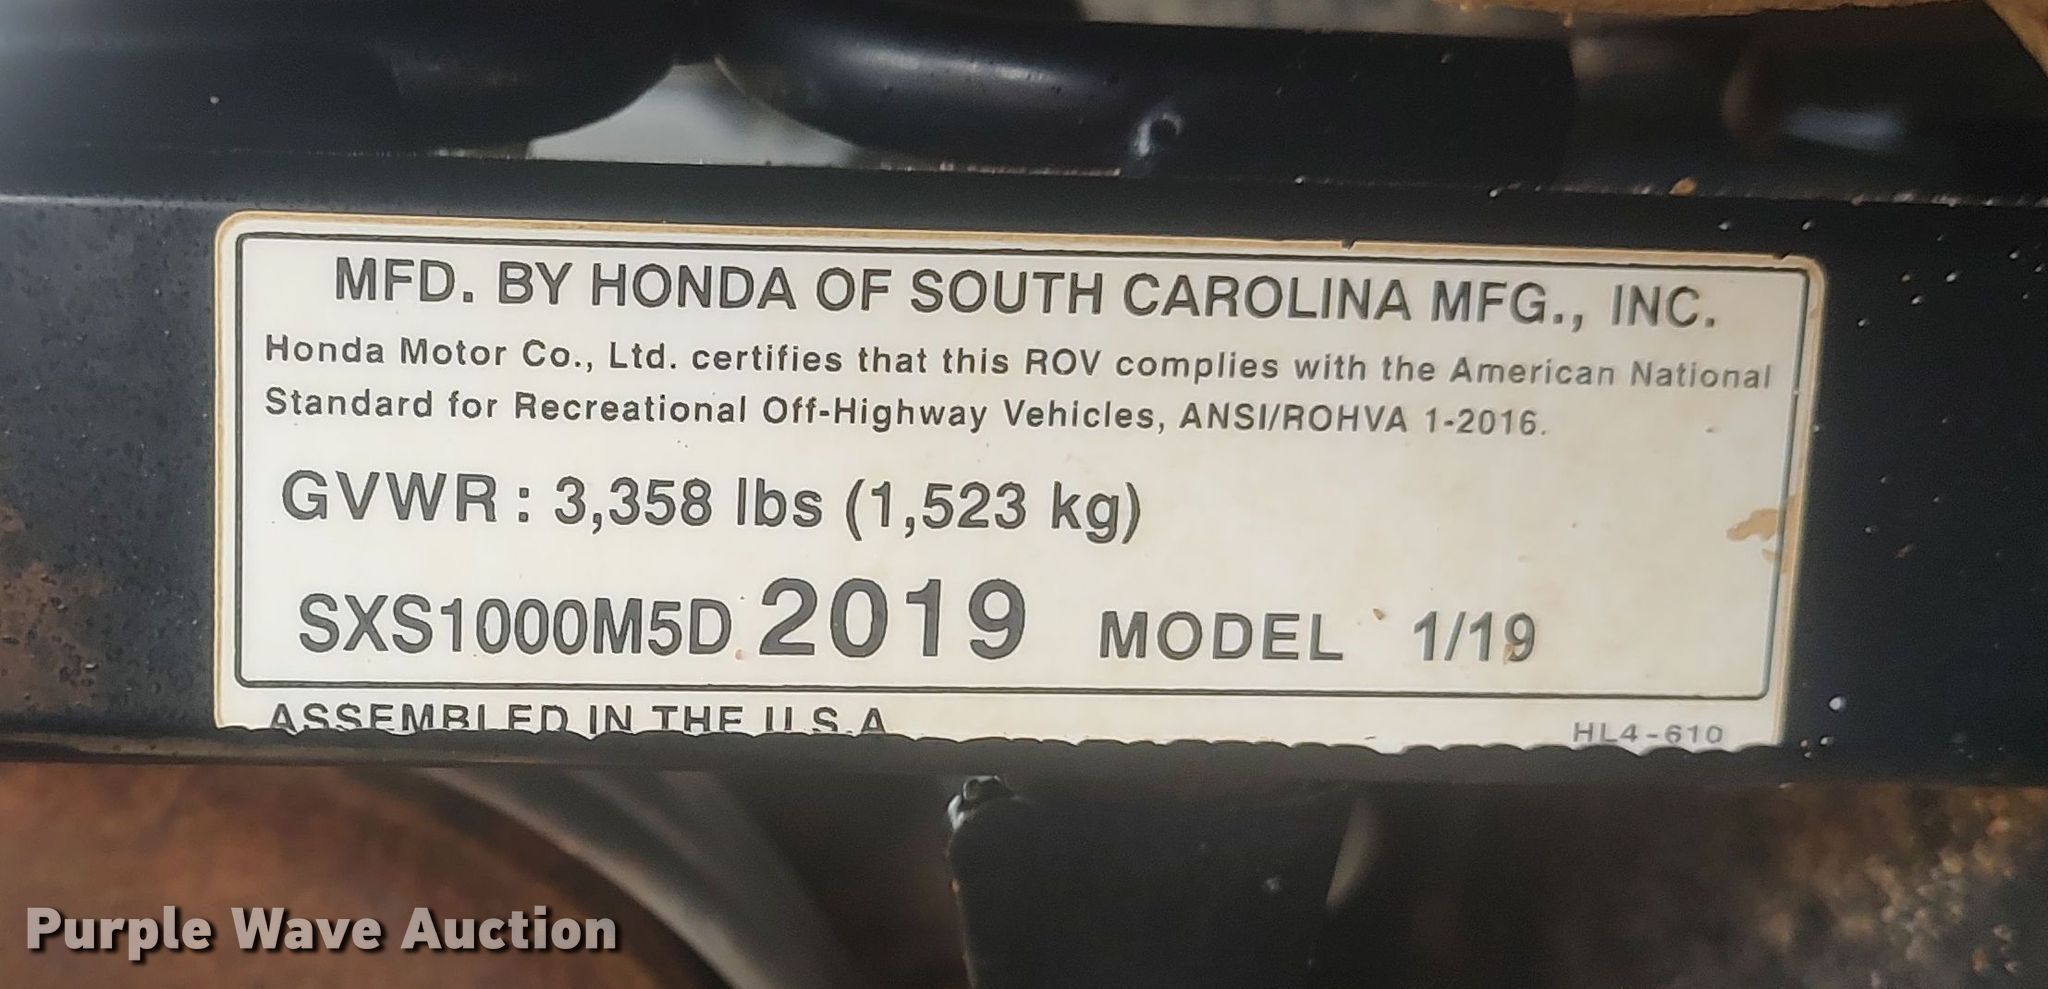 MFD. BY HONDA OF SOUTH CAROLINA MFG., INC.
Honda Motor Co., Ltd. certifies that this ROV complies with the American National
Standard for Recreational Off-Highway Vehicles, ANSI/ROHVA 1-2016.
GVWR: 3,358 lbs (1,523 kg)
SXS1000M5D 2019 MODEL 1/19
ASSEMBLED IN THE U.S.A
HL4-610
Purple Wave Auction